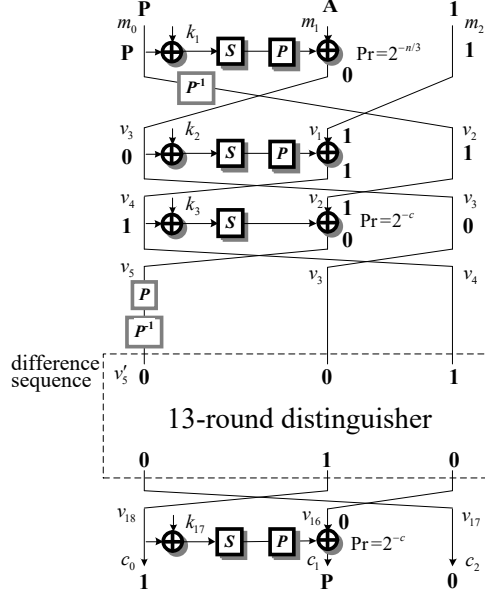 P A 1
m₀ m₁ m₂
P k₁ S P Pr=2^{-n/3} 1
0
P⁻¹
v₃ k₂ v₁ 1 v₂
0 S P 1
1
v₄ k₃ v₂ 1 v₃
1 S Pr=2^{-c} 0
0
v₅ v₃ v₄
P
P⁻¹
difference
sequence v₅′ 0 0 1
13-round distinguisher
0 1 0
v₁₈ k₁₇ v₁₆ 0 v₁₇
S P Pr=2^{-c}
c₀ c₁ c₂
1 P 0